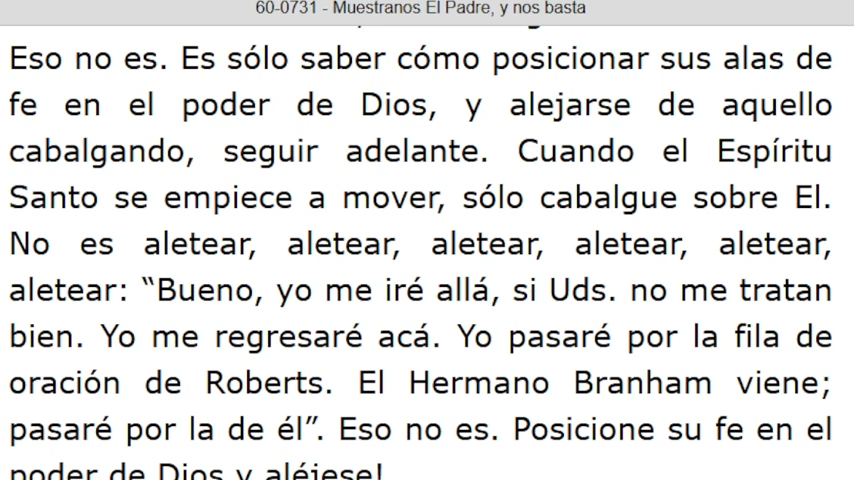 60-0731 - Muestranos El Padre, y nos basta
Eso no es. Es sólo saber cómo posicionar sus alas de
fe en el poder de Dios, y alejarse de aquello
cabalgando, seguir adelante. Cuando el Espíritu
Santo se empiece a mover, sólo cabalgue sobre El.
No es aletear, aletear, aletear, aletear, aletear,
aletear: “Bueno, yo me iré allá, si Uds. no me tratan
bien. Yo me regresaré acá. Yo pasaré por la fila de
oración de Roberts. El Hermano Branham viene;
pasaré por la de él”. Eso no es. Posicione su fe en el
poder de Dios y aléjese!